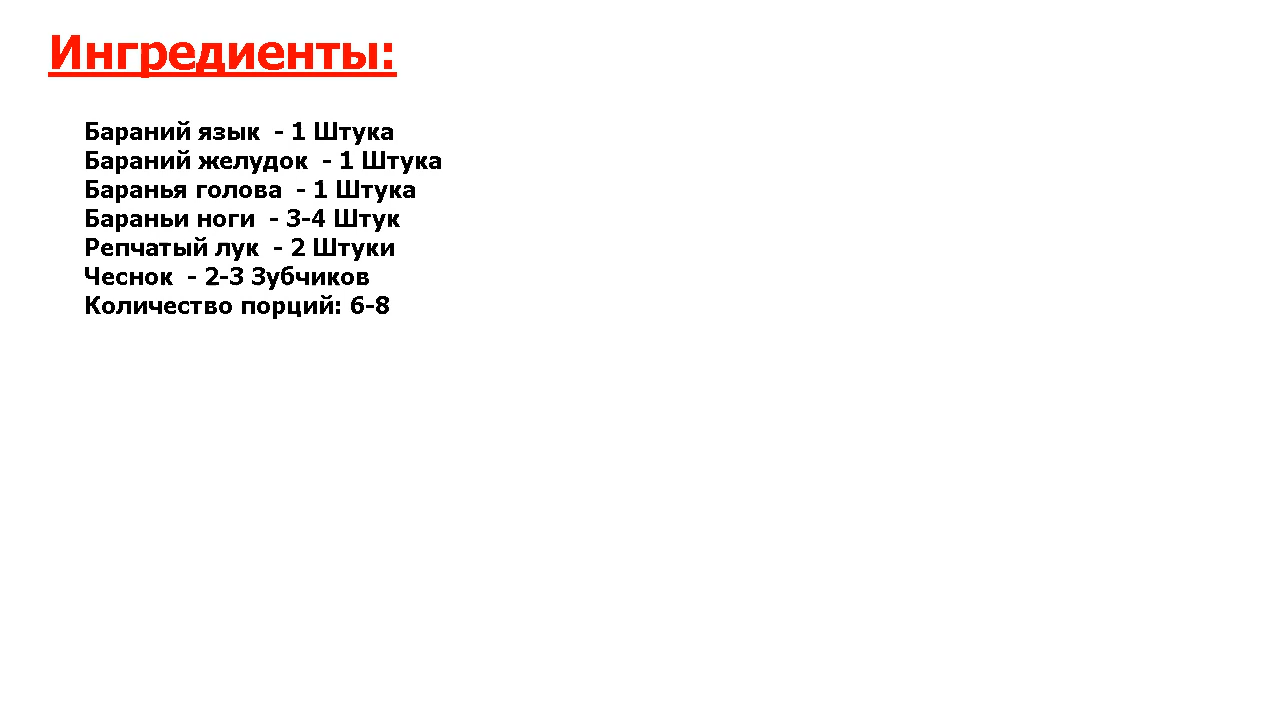 Ингредиенты:
Бараний язык  - 1 Штука
Бараний желудок  - 1 Штука
Баранья голова  - 1 Штука
Бараньи ноги  - 3-4 Штук
Репчатый лук  - 2 Штуки
Чеснок  - 2-3 Зубчиков
Количество порций: 6-8